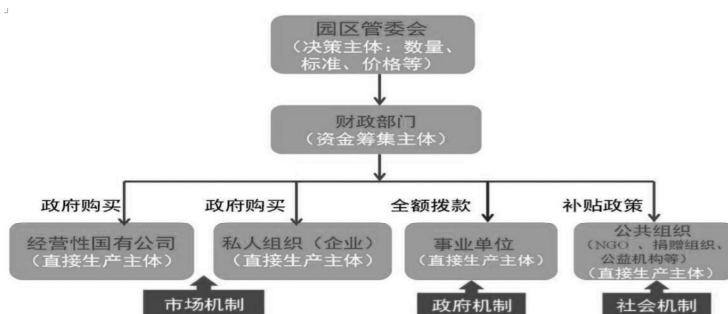 园区管委会
（决策主体：数量、
标准、价格等）
财政部门
（资金筹集主体）
政府购买
政府购买
全额拨款
补贴政策
经营性国有公司
（直接生产主体）
私人组织（企业）
（直接生产主体）
事业单位
（直接生产主体）
公共组织
（NGO 、捐赠组织、
公益机构等）
（直接生产主体）
市场机制
政府机制
社会机制